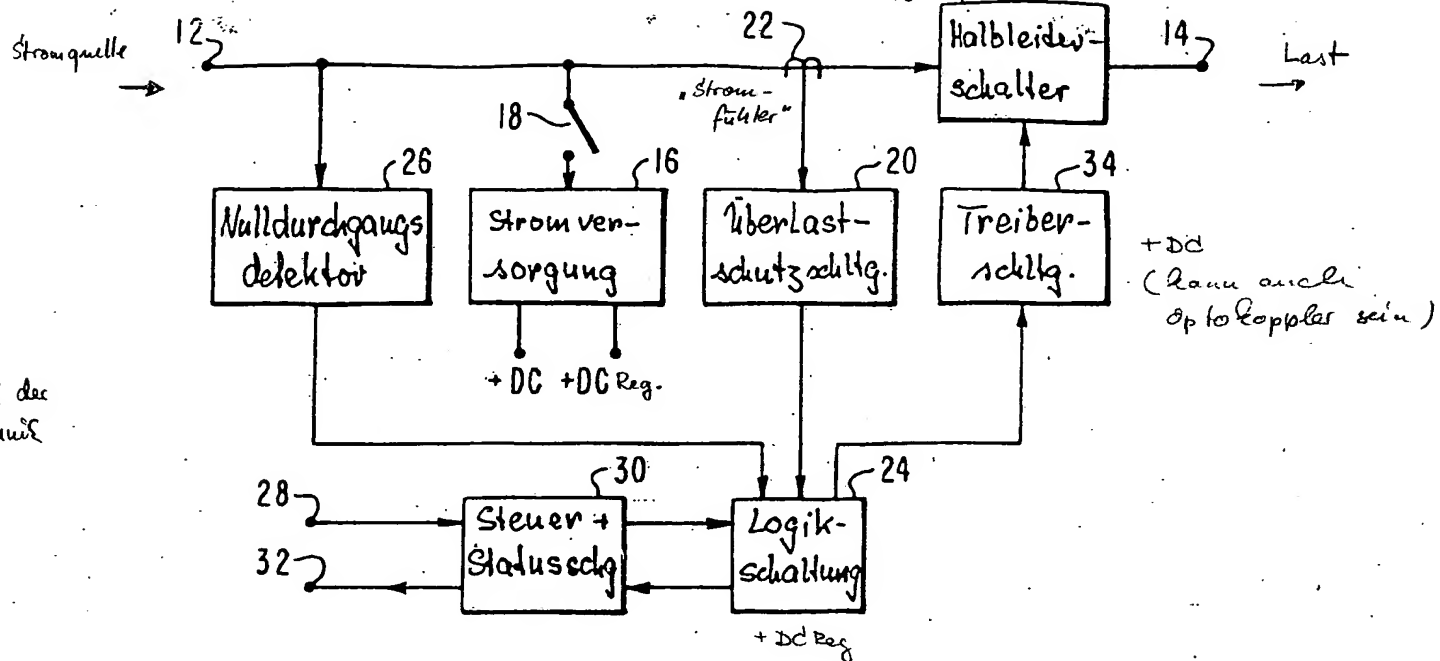 Stromquelle
12
22
Halbleiter-
schalter
14
Last
18
"Strom-
fühler"
26
Nulldurchgangs
detektor
16
Stromver-
sorgung
20
Überlast-
schutzschltg.
34
Treiber-
schltg.
+DC
(kann auch
Optokoppler sein)
+DC +DC Reg.
der
28
32
30
Steuer +
Statusschg
24
Logik-
schaltung
+DC Reg